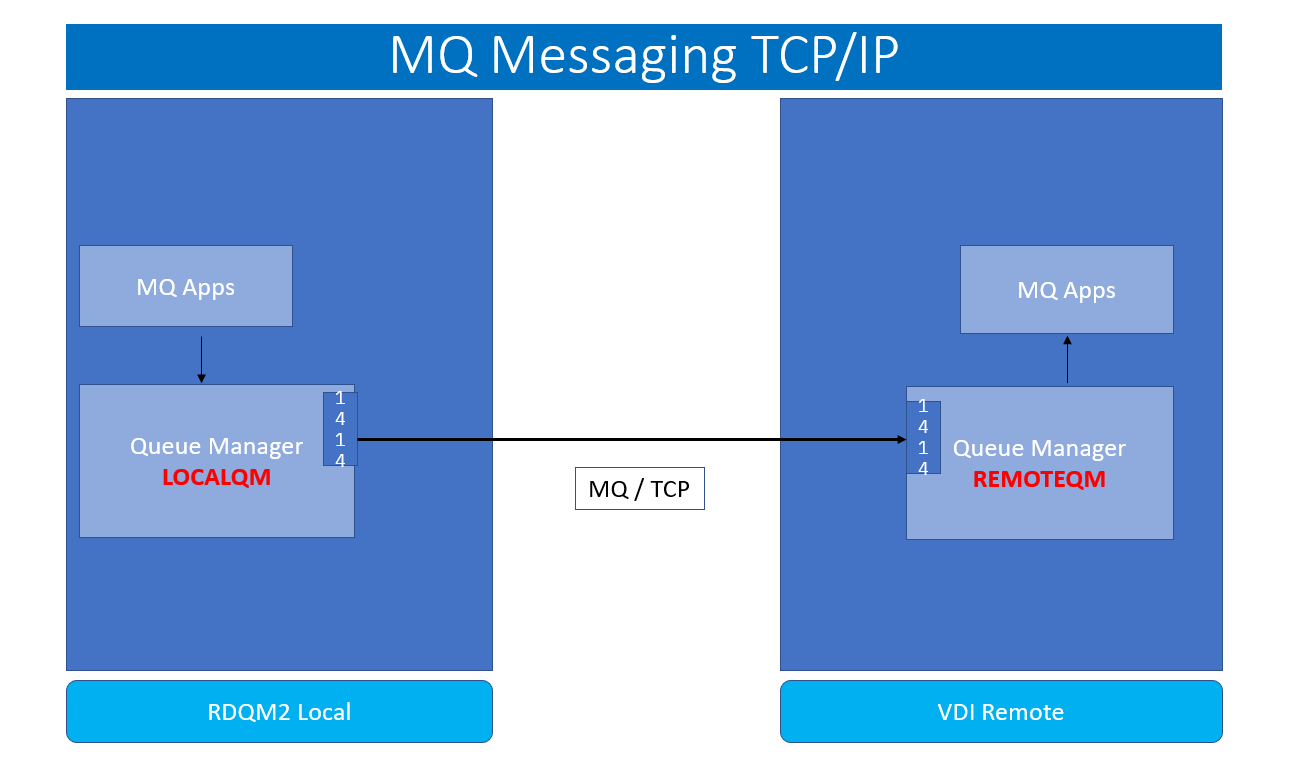 MQ Messaging TCP/IP
MQ Apps
1
4
1
4
Queue Manager
LOCALQM
MQ / TCP
MQ Apps
1
4
1
4
Queue Manager
REMOTEQM
RDQM2 Local
VDI Remote